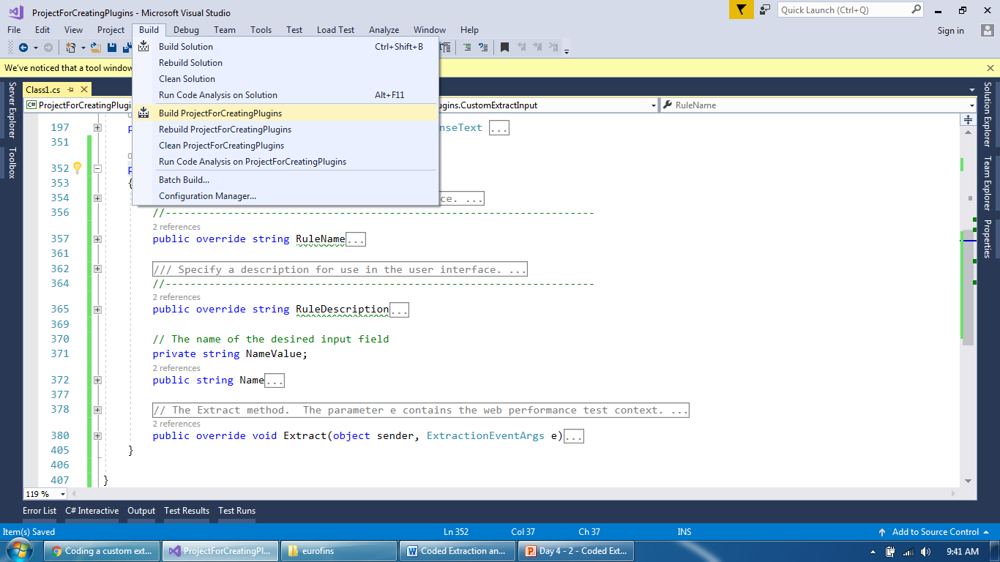 ProjectForCreatingPlugins - Microsoft Visual Studio
Quick Launch (Ctrl+Q)
File Edit View Project Build Debug Team Tools Test Load Test Analyze Window Help
Sign in
Build Solution Ctrl+Shift+B
Rebuild Solution
Clean Solution
Run Code Analysis on Solution Alt+F11
Build ProjectForCreatingPlugins
Rebuild ProjectForCreatingPlugins
Clean ProjectForCreatingPlugins
Run Code Analysis on ProjectForCreatingPlugins
Batch Build...
Configuration Manager...
We've noticed that a tool window
Server Explorer
Toolbox
Class1.cs
C# ProjectForCreatingPlugi
ugins.CustomExtractInput
RuleName
Solution Explorer
Team Explorer
Properties
197 p nseText ...
351
352 p
353 {
354 ce. ...
356 //----------------------------------------------------------------------
2 references
357 public override string RuleName...
361
362 /// Specify a description for use in the user interface. ...
364 //----------------------------------------------------------------------
2 references
365 public override string RuleDescription...
369
370 // The name of the desired input field
371 private string NameValue;
2 references
372 public string Name...
377
378 // The Extract method.  The parameter e contains the web performance test context. ...
2 references
380 public override void Extract(object sender, ExtractionEventArgs e)...
405 }
406
407 }
119 %
Error List C# Interactive Output Test Results Test Runs
Item(s) Saved Ln 352 Col 37 Ch 37 INS Add to Source Control
Coding a custom ext... ProjectForCreatingPl... eurofins Coded Extraction an... Day 4 - 2 - Coded Ext... 9:41 AM